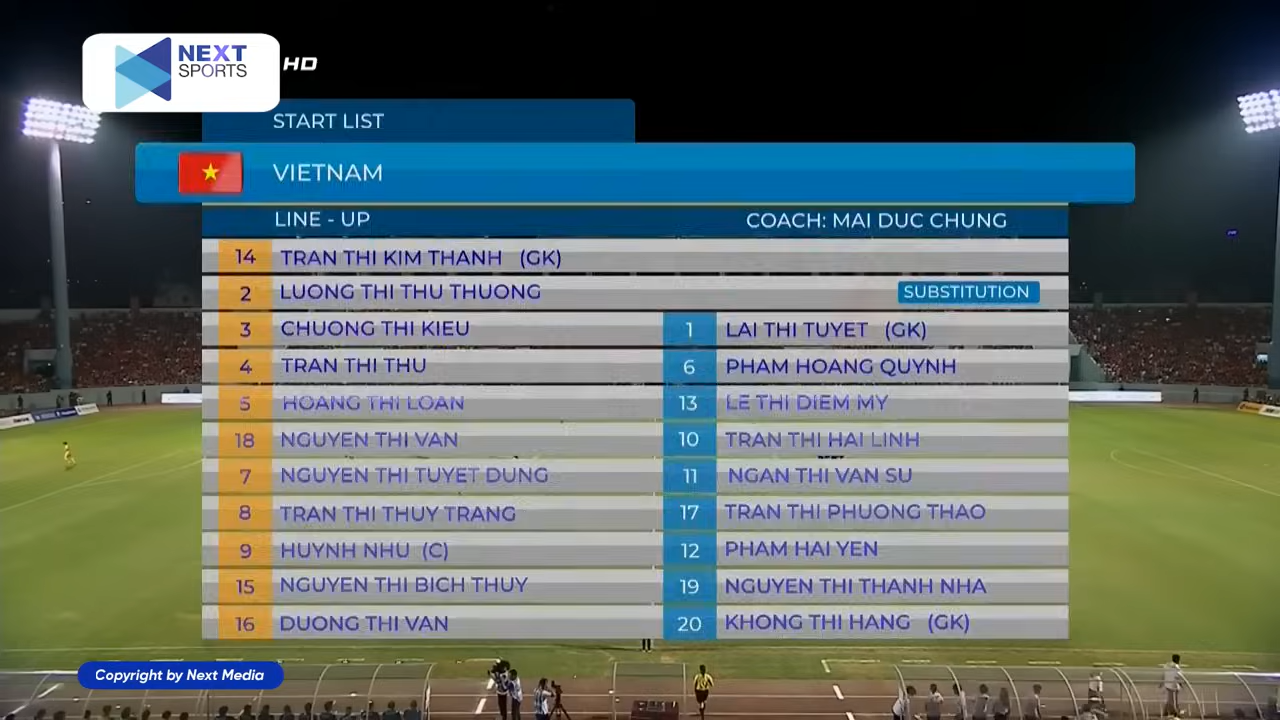 NEXT
SPORTS
HD
START LIST
VIETNAM
LINE - UP
COACH: MAI DUC CHUNG
14 TRAN THI KIM THANH (GK)
2 LUONG THI THU THUONG
3 CHUONG THI KIEU
4 TRAN THI THU
5 HOANG THI LOAN
18 NGUYEN THI VAN
7 NGUYEN THI TUYET DUNG
8 TRAN THI THUY TRANG
9 HUYNH NHU (C)
15 NGUYEN THI BICH THUY
16 DUONG THI VAN
SUBSTITUTION
1 LAI THI TUYET (GK)
6 PHAM HOANG QUYNH
13 LE THI DIEM MY
10 TRAN THI HAI LINH
11 NGAN THI VAN SU
17 TRAN THI PHUONG THAO
12 PHAM HAI YEN
19 NGUYEN THI THANH NHA
20 KHONG THI HANG (GK)
Copyright by Next Media